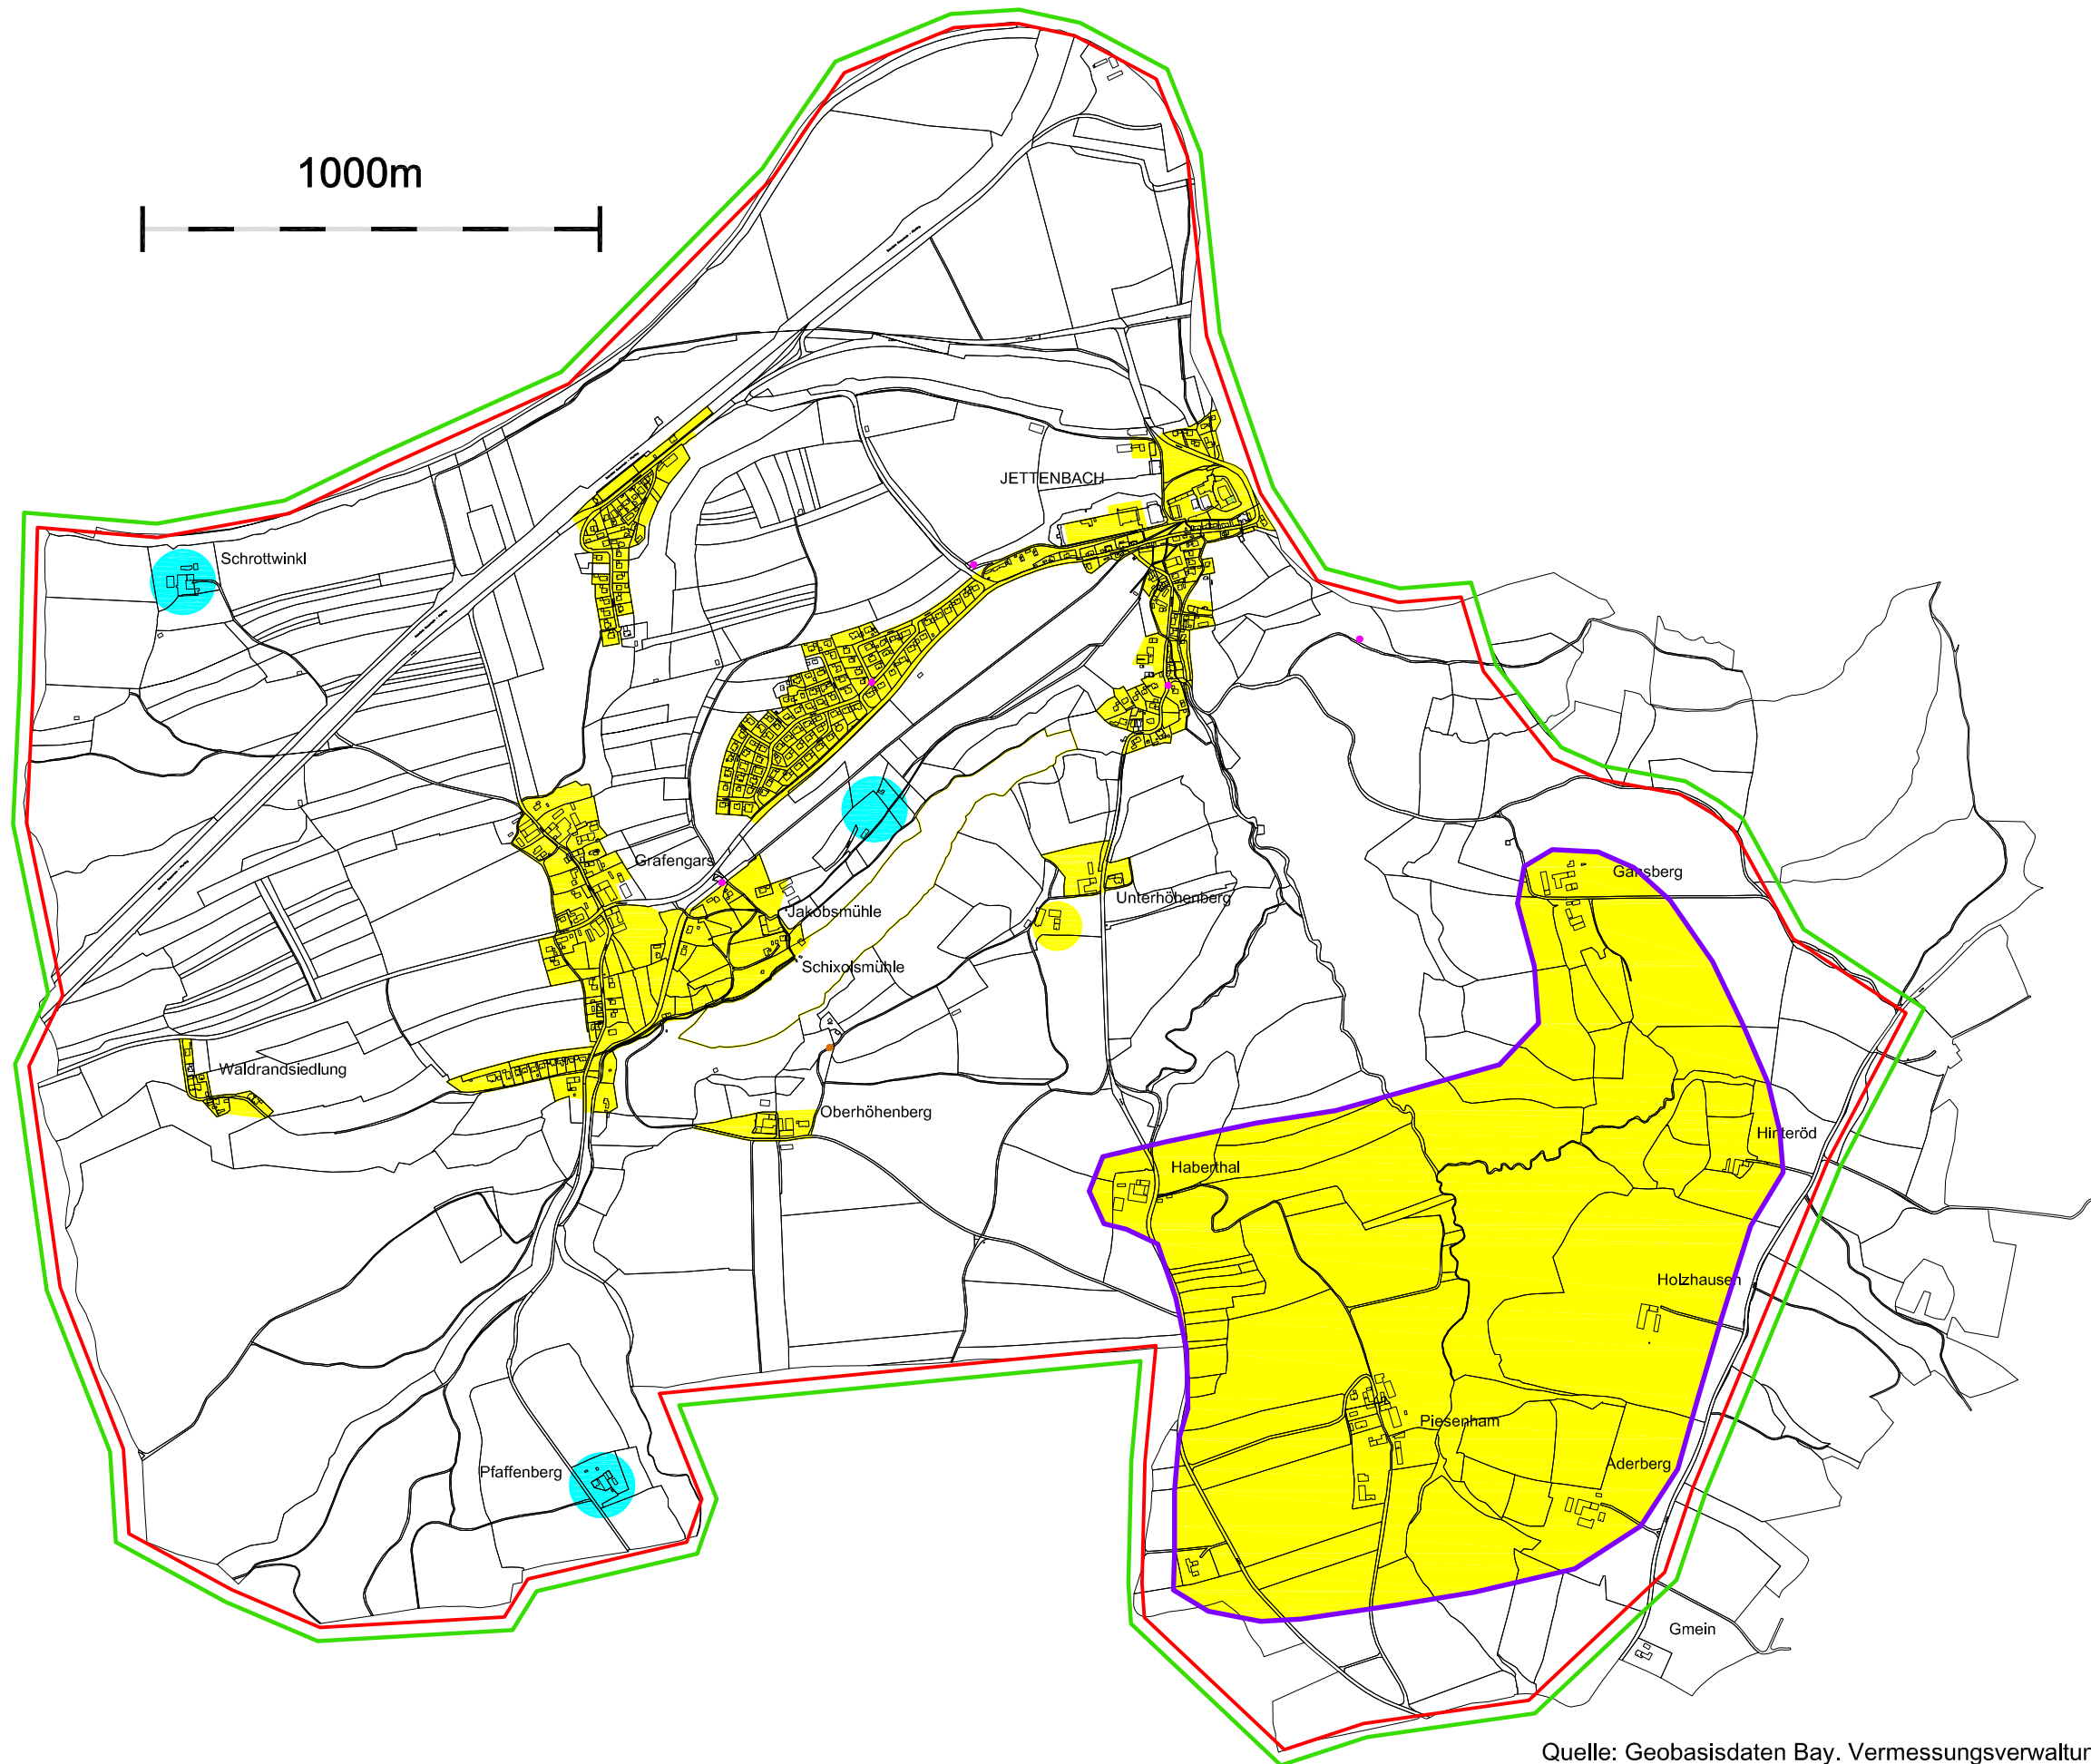 1000m
JETTENBACH
Schrottwinkl
Grafengars
Gansberg
Unterhöhenberg
Jakobsmühle
Schixolsmühle
Waldrandsiedlung
Oberhöhenberg
Hinteröd
Haberthal
Holzhausen
Piesenham
Pfaffenberg
Aderberg
Gmein
Quelle: Geobasisdaten Bay. Vermessungsverwaltur